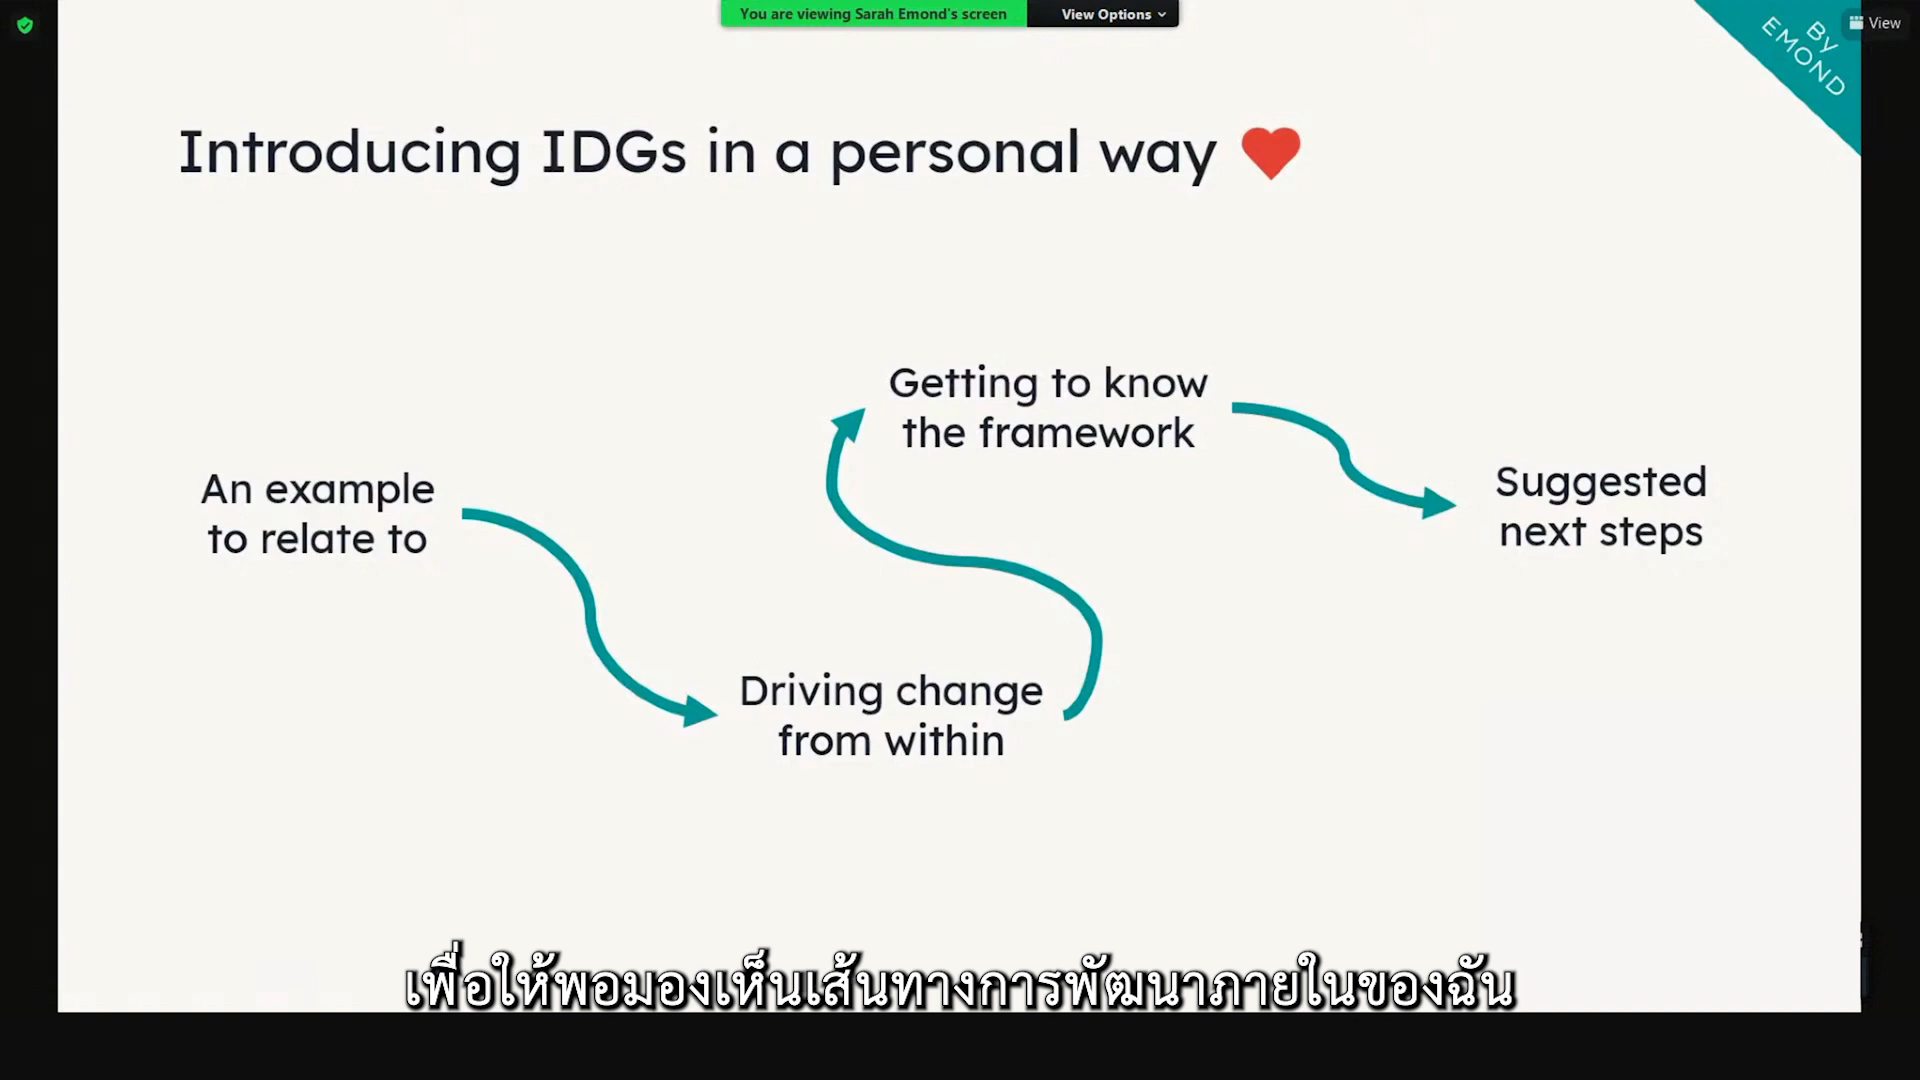 You are viewing Sarah Emond's screen
View Options
View
By
EMOND
Introducing IDGs in a personal way
An example
to relate to
Driving change
from within
Getting to know
the framework
Suggested
next steps
เพื่อให้พอมองเห็นเส้นทางการพัฒนาภายในของฉัน